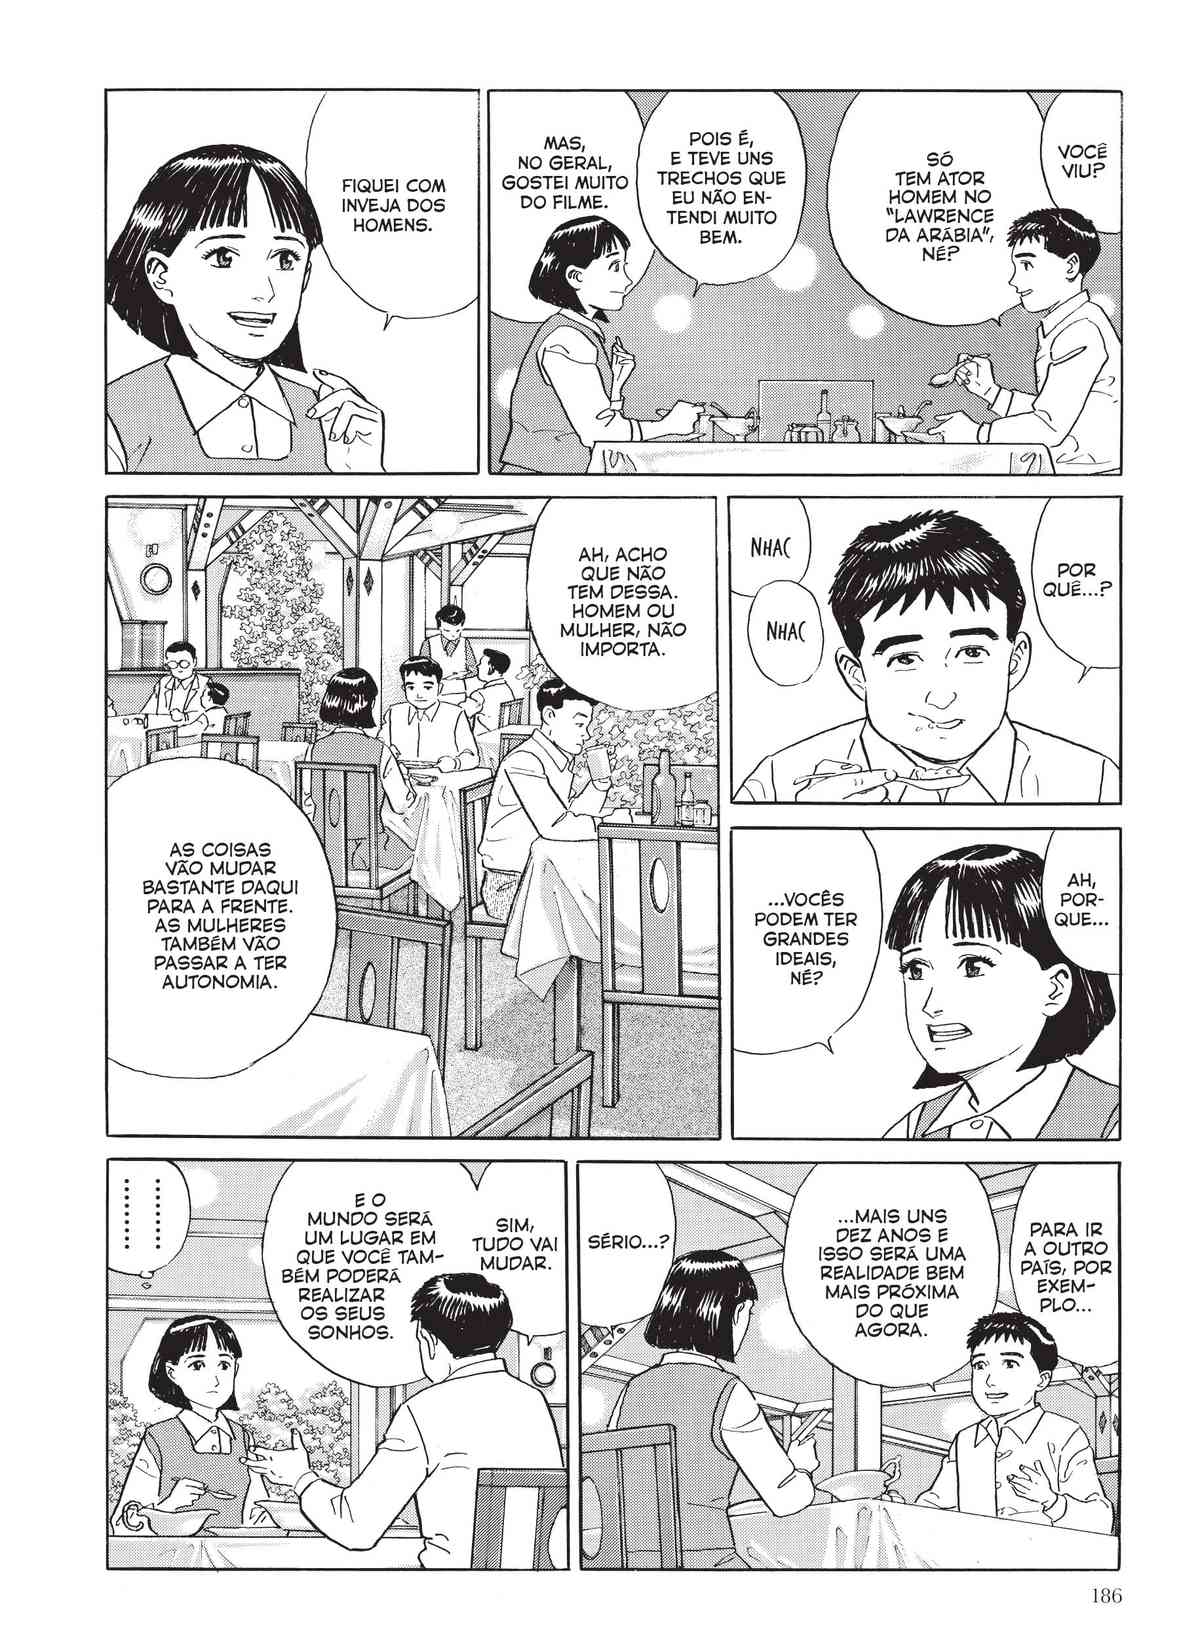 VOCÊ
VIU?
SÓ
TEM ATOR
HOMEM NO
"LAWRENCE
DA ARÁBIA",
NÉ?
POIS É,
E TEVE UNS
TRECHOS QUE
EU NÃO EN-
TENDI MUITO
BEM.
MAS,
NO GERAL,
GOSTEI MUITO
DO FILME.
FIQUEI COM
INVEJA DOS
HOMENS.
POR
QUÊ...?
NHAC
NHAC
AH,
POR-
QUE...
...VOCÊS
PODEM TER
GRANDES
IDEAIS,
NÉ?
AH, ACHO
QUE NÃO
TEM DESSA.
HOMEM OU
MULHER, NÃO
IMPORTA.
AS COISAS
VÃO MUDAR
BASTANTE DAQUI
PARA A FRENTE.
AS MULHERES
TAMBÉM VÃO
PASSAR A TER
AUTONOMIA.
PARA IR
A OUTRO
PAÍS, POR
EXEM-
PLO...
...MAIS UNS
DEZ ANOS E
ISSO SERÁ UMA
REALIDADE BEM
MAIS PRÓXIMA
DO QUE
AGORA.
SÉRIO...?
SIM,
TUDO VAI
MUDAR.
E O
MUNDO SERÁ
UM LUGAR EM
QUE VOCÊ TAM-
BÉM PODERÁ
REALIZAR
OS SEUS
SONHOS.
........
........
186